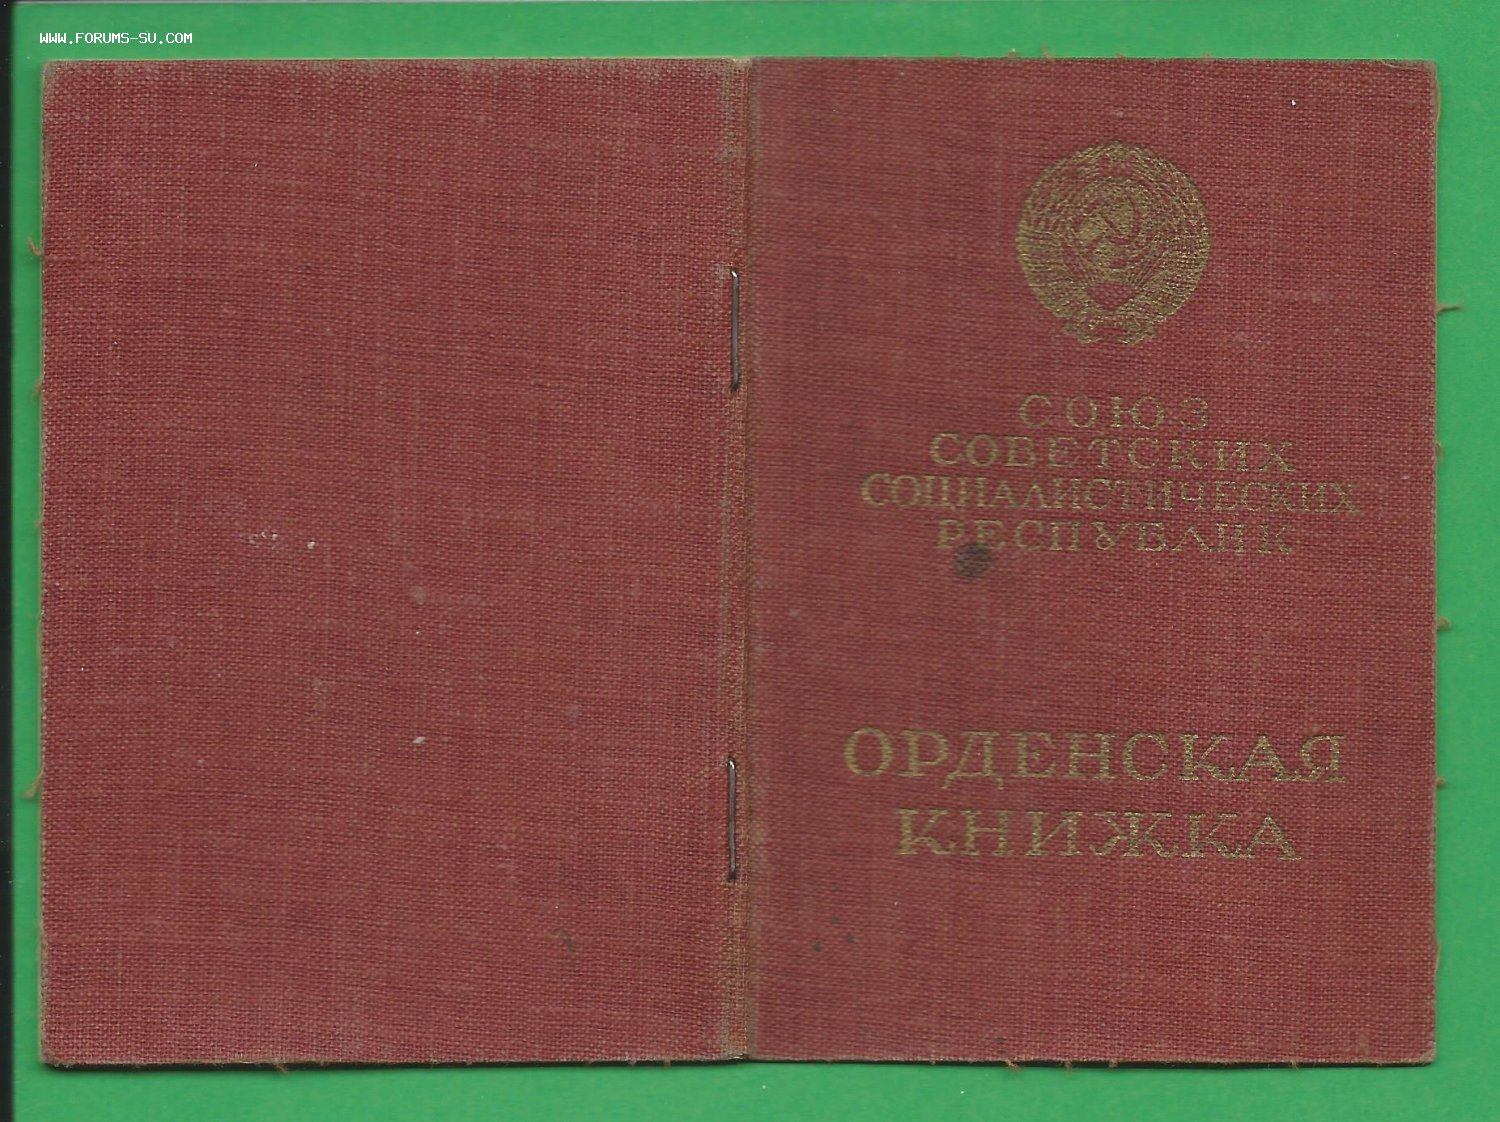 WWW.FORUMS-SU.COM
СОЮЗ
СОВЕТСКИХ
СОЦИАЛИСТИЧЕСКИХ
РЕСПУБЛИК
ОРДЕНСКАЯ
КНИЖКА